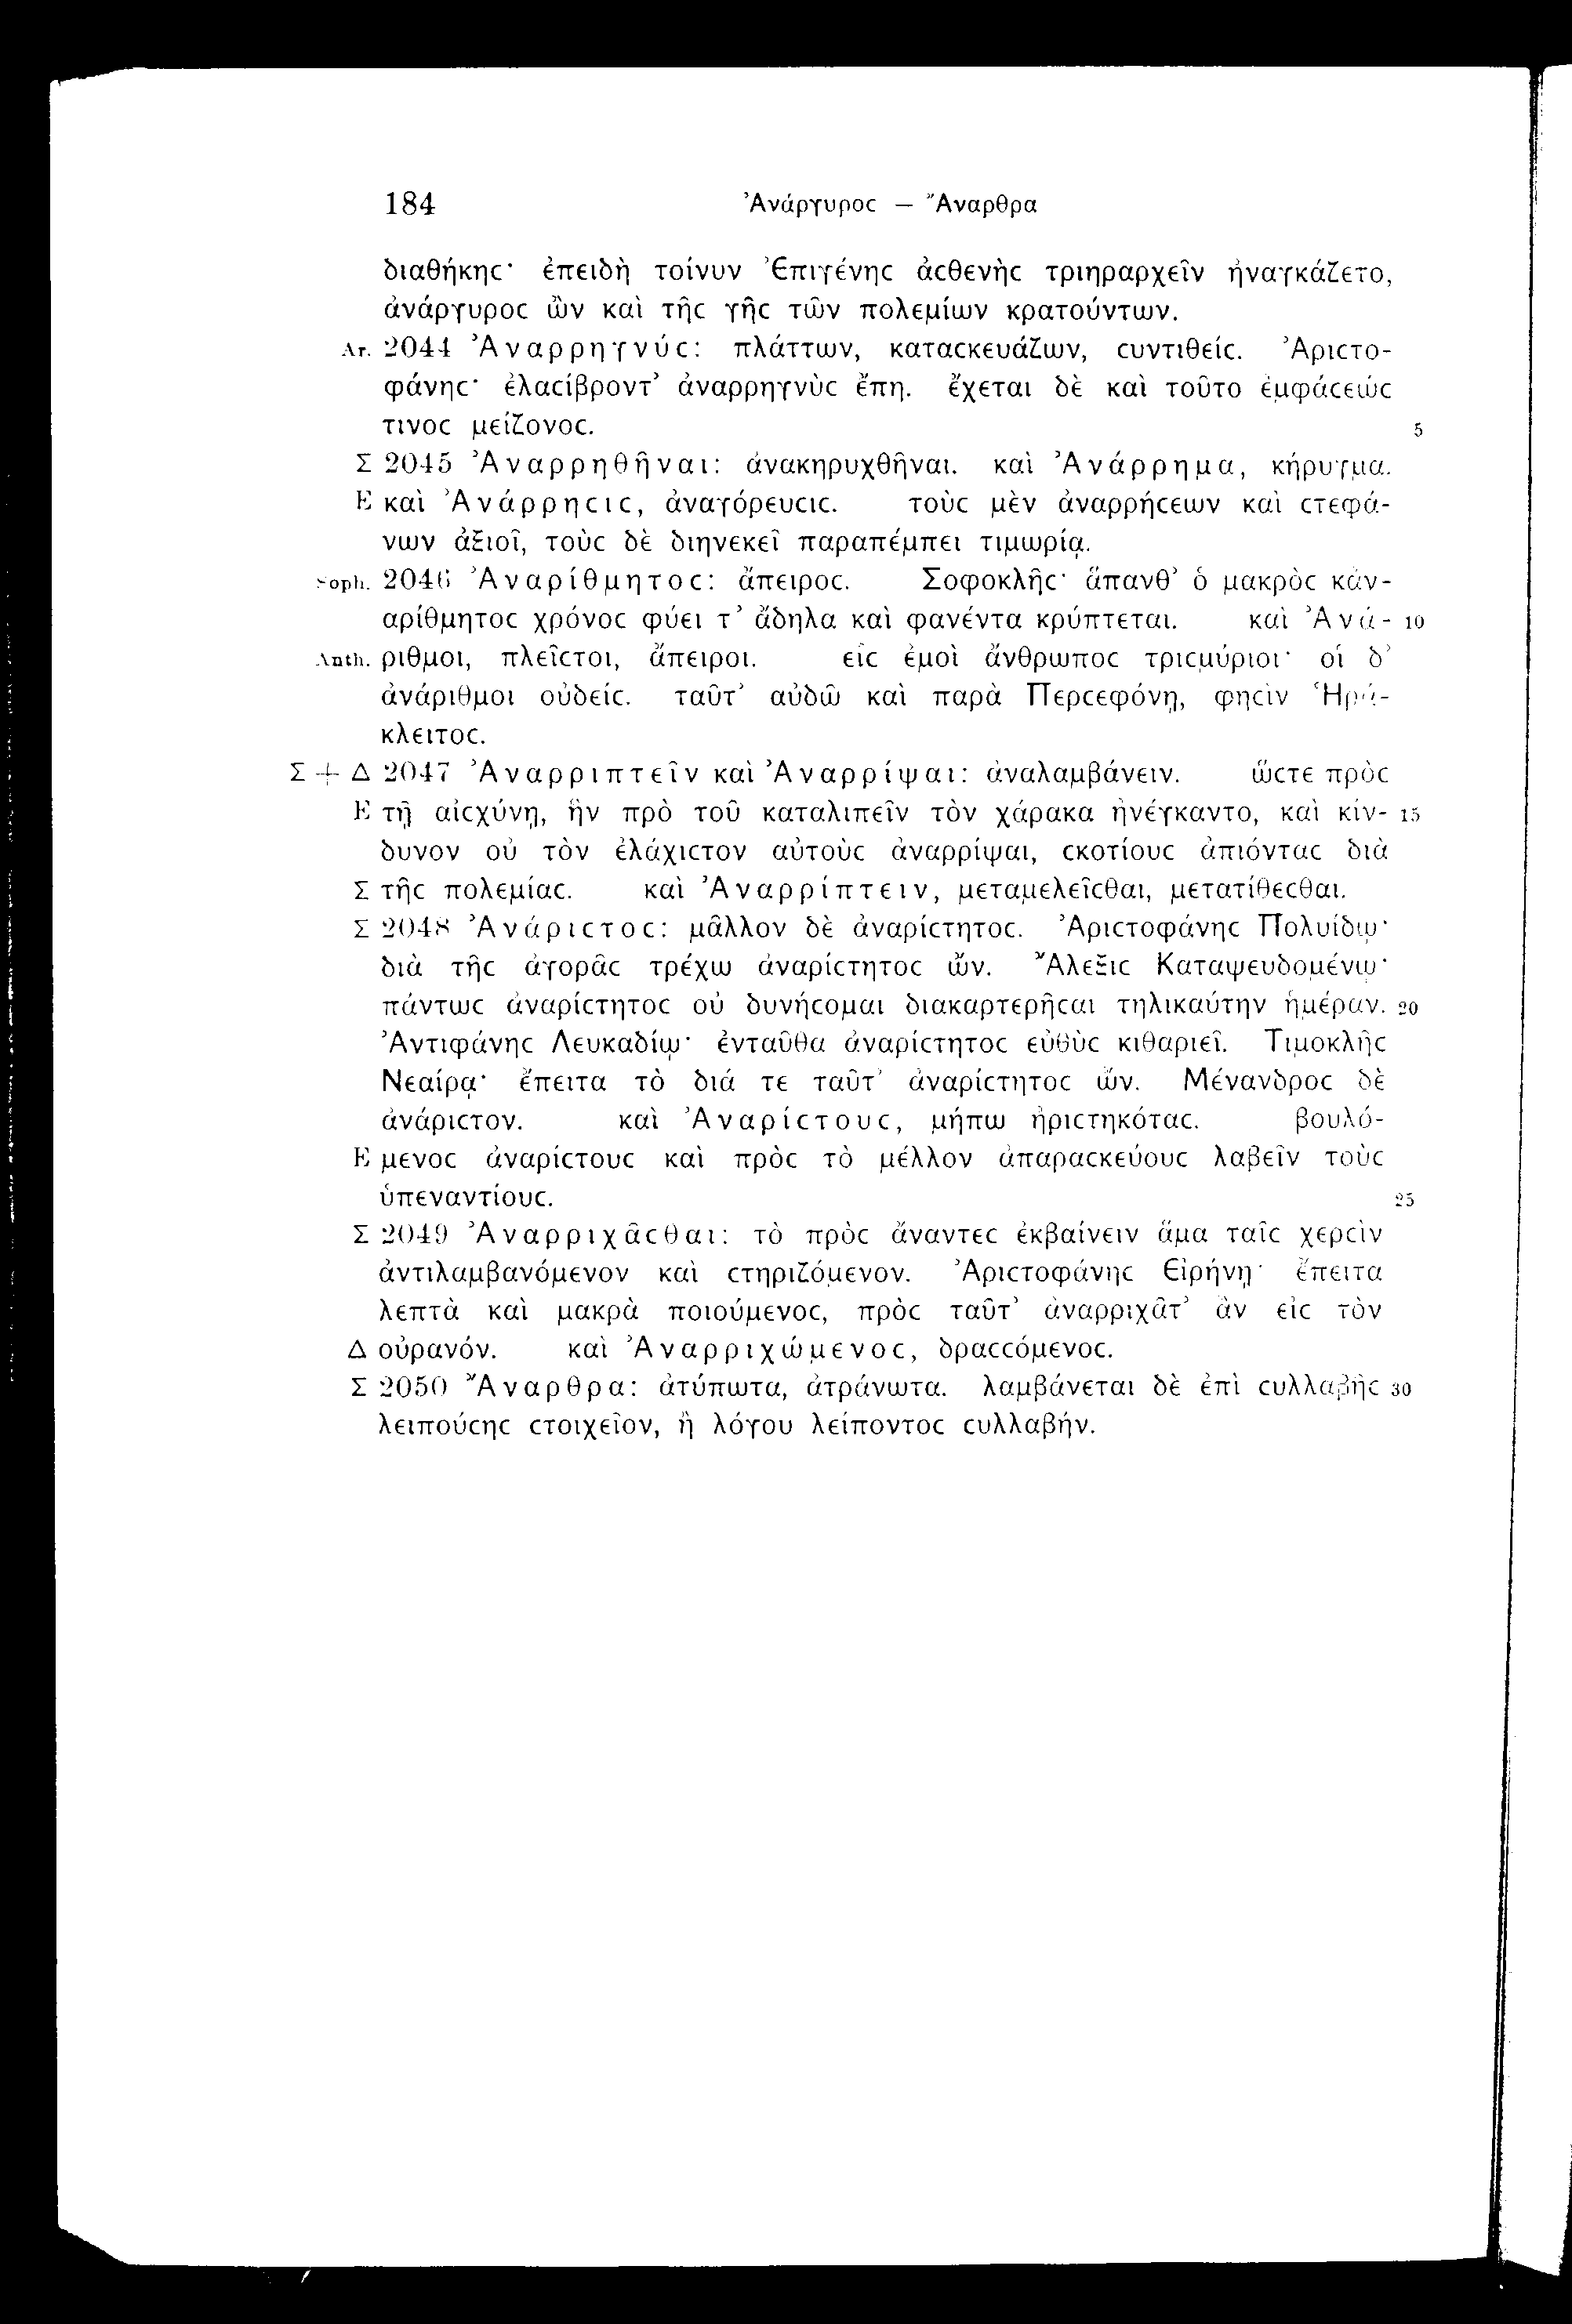 184 Ἀνάργυροϲ — Ἄναρθρα
διαθήκηϲ· ἐπειδὴ τοίνυν Ἐπιγένηϲ ἀϲθενὴϲ τριηραρχεῖν ἠναγκάζετο,
ἀνάργυροϲ ὢν καὶ τῆϲ γῆϲ τῶν πολεμίων κρατούντων.
Ar. 2044 Ἀναρρηγνύϲ: πλάττων, καταϲκευάζων, ϲυντιθείϲ. Ἀριϲτο-
φάνηϲ· ἐλαϲίβροντ’ ἀναρρηγνὺϲ ἔπη. ἔχεται δὲ καὶ τοῦτο ἐμφάϲεώϲ
τινοϲ μείζονοϲ. 5
Σ 2045 Ἀναρρηθῆναι: ἀνακηρυχθῆναι. καὶ Ἀνάρρημα, κήρυγμα.
E καὶ Ἀνάρρηϲιϲ, ἀναγόρευϲιϲ. τοὺϲ μὲν ἀναρρήϲεων καὶ ϲτεφά-
νων ἀξιοῖ, τοὺϲ δὲ διηνεκεῖ παραπέμπει τιμωρίᾳ.
Soph. 2046 Ἀναρίθμητοϲ: ἄπειροϲ. Σοφοκλῆϲ· ἅπανθ’ ὁ μακρὸϲ κἀν-
αρίθμητοϲ χρόνοϲ φύει τ’ ἄδηλα καὶ φανέντα κρύπτεται. καὶ Ἀνά- 10
Anth. ριθμοι, πλεῖϲτοι, ἄπειροι. εἷϲ ἐμοὶ ἄνθρωποϲ τριϲμύριοι· οἱ δ’
ἀνάριθμοι οὐδείϲ. ταῦτ’ αὐδῶ καὶ παρὰ Περϲεφόνῃ, φηϲὶν Ἡρά-
κλειτοϲ.
Σ + Δ 2047 Ἀναρριπτεῖν καὶ Ἀναρρίψαι: ἀναλαμβάνειν. ὥϲτε πρὸϲ
E τῇ αἰϲχύνῃ, ἣν πρὸ τοῦ καταλιπεῖν τὸν χάρακα ἠνέγκαντο, καὶ κίν- 15
δυνον οὐ τὸν ἐλάχιϲτον αὐτοὺϲ ἀναρρίψαι, ϲκοτίουϲ ἀπιόνταϲ διὰ
Σ τῆϲ πολεμίαϲ. καὶ Ἀναρρίπτειν, μεταμελεῖϲθαι, μετατίθεϲθαι.
Σ 2048 Ἀνάριϲτοϲ: μᾶλλον δὲ ἀναρίϲτητοϲ. Ἀριϲτοφάνηϲ Πολυίδῳ·
διὰ τῆϲ ἀγορᾶϲ τρέχω ἀναρίϲτητοϲ ὤν. Ἄλεξιϲ Καταψευδομένῳ·
πάντωϲ ἀναρίϲτητοϲ οὐ δυνήϲομαι διακαρτερῆϲαι τηλικαύτην ἡμέραν. 20
Ἀντιφάνηϲ Λευκαδίῳ· ἐνταῦθα ἀναρίϲτητοϲ εὐθὺϲ κιθαριεῖ. Τιμοκλῆϲ
Νεαίρᾳ· ἔπειτα τὸ διά τε ταῦτ’ ἀναρίϲτητοϲ ὤν. Μένανδροϲ δὲ
ἀνάριϲτον. καὶ Ἀναρίϲτουϲ, μήπω ἠριϲτηκόταϲ. βουλό-
E μενοϲ ἀναρίϲτουϲ καὶ πρὸϲ τὸ μέλλον ἀπαραϲκεύουϲ λαβεῖν τοὺϲ
ὑπεναντίουϲ. 25
Σ 2049 Ἀναρριχᾶϲθαι: τὸ πρὸϲ ἄναντεϲ ἐκβαίνειν ἅμα ταῖϲ χερϲὶν
ἀντιλαμβανόμενον καὶ ϲτηριζόμενον. Ἀριϲτοφάνηϲ Εἰρήνῃ· ἔπειτα
λεπτὰ καὶ μακρὰ ποιούμενοϲ, πρὸϲ ταῦτ’ ἀναρριχᾶτ’ ἂν εἰϲ τὸν
Δ οὐρανόν. καὶ Ἀναρριχώμενοϲ, δραϲϲόμενοϲ.
Σ 2050 Ἄναρθρα: ἀτύπωτα, ἀτράνωτα. λαμβάνεται δὲ ἐπὶ ϲυλλαβῆϲ 30
λειπούϲηϲ ϲτοιχεῖον, ἢ λόγου λείποντοϲ ϲυλλαβήν.